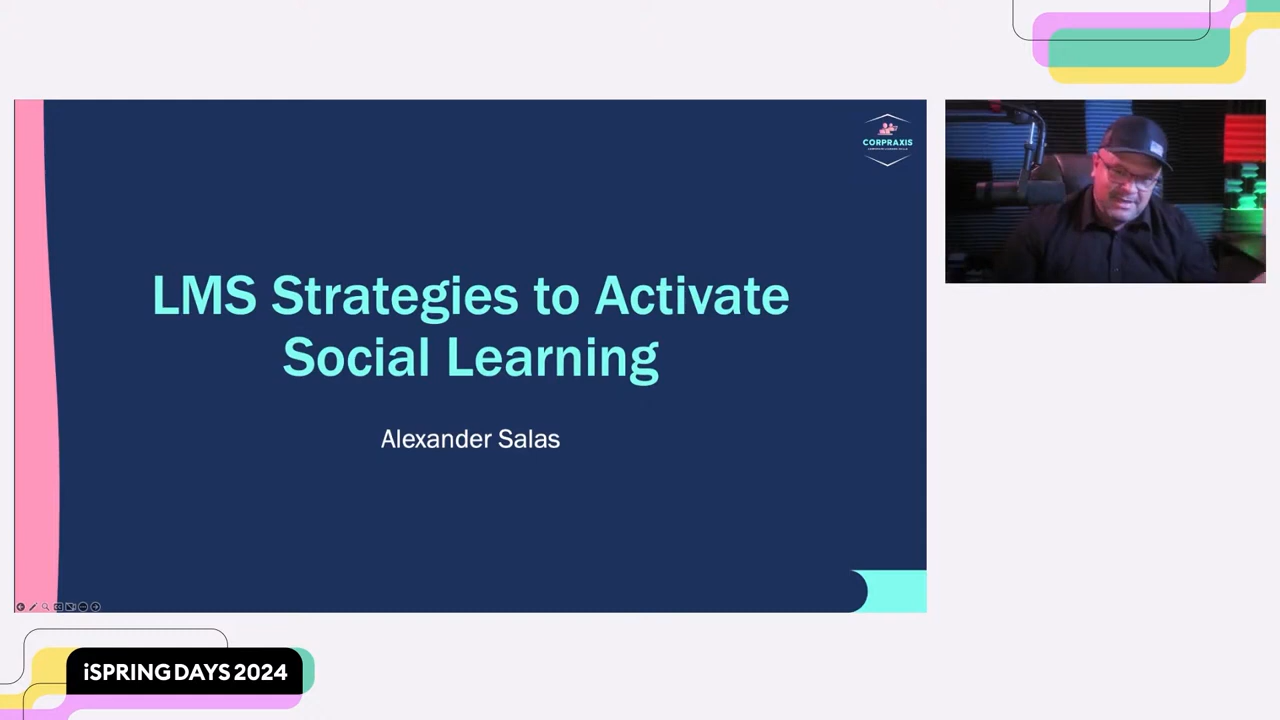 CORPRAXIS
LMS Strategies to Activate
Social Learning
Alexander Salas
iSPRING DAYS 2024